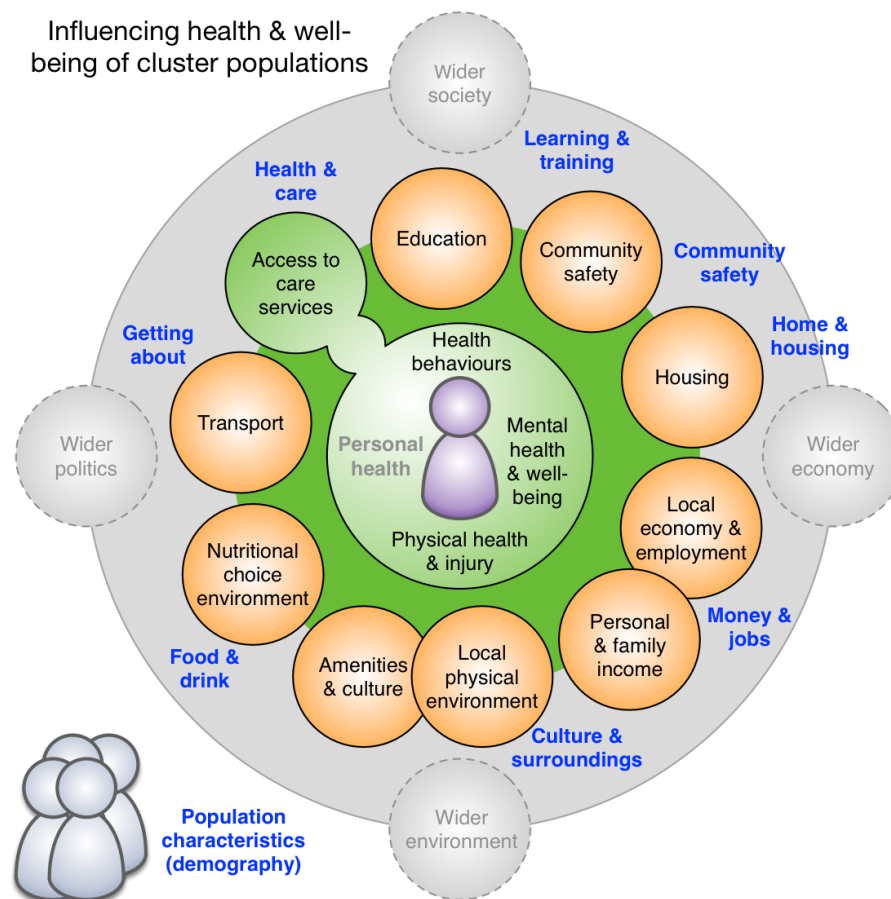 Influencing health & well-
being of cluster populations
Wider
society
Learning &
training
Health &
care
Education
Community
safety
Community
safety
Access to
care
services
Getting
about
Home &
housing
Health
behaviours
Housing
Transport
Personal
health
Mental
health
& well-
being
Wider
politics
Wider
economy
Local
economy &
employment
Physical health
& injury
Nutritional
choice
environment
Personal
& family
income
Money &
jobs
Food &
drink
Amenities
& culture
Local
physical
environment
Culture &
surroundings
Population
characteristics
(demography)
Wider
environment